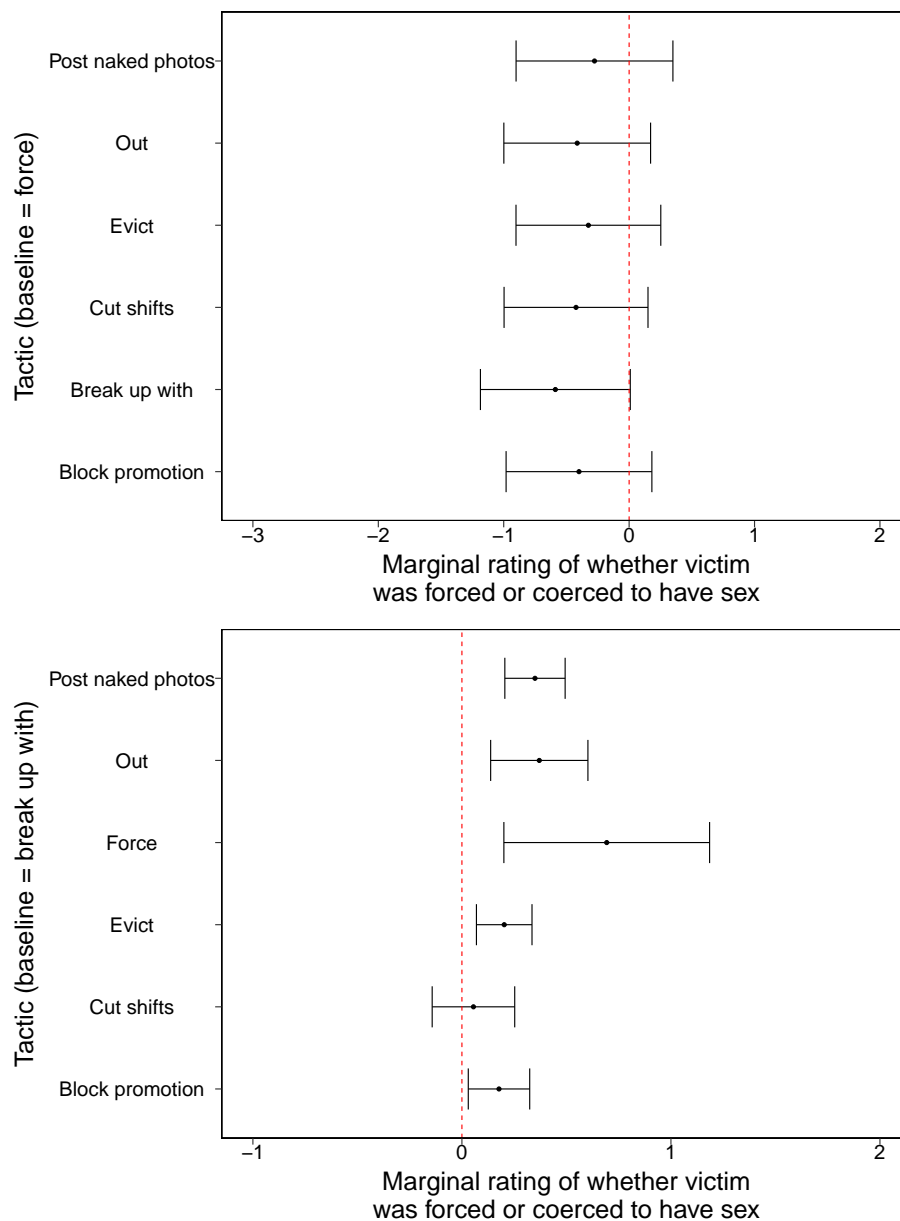 Tactic (baseline = force)
Post naked photos
Out
Evict
Cut shifts
Break up with
Block promotion
−3 −2 −1 0 1 2
Marginal rating of whether victim
was forced or coerced to have sex
Tactic (baseline = break up with)
Post naked photos
Out
Force
Evict
Cut shifts
Block promotion
−1 0 1 2
Marginal rating of whether victim
was forced or coerced to have sex